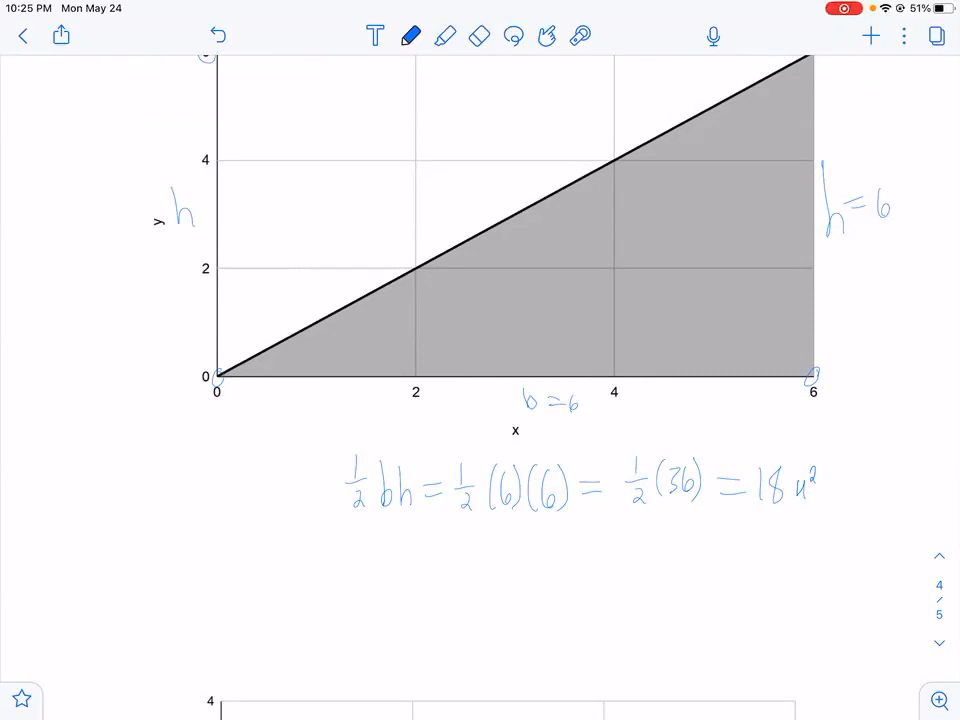 10:25 PM Mon May 24 51%
4
y h h = 6
2
0
0 2 4 6
b = 6
x
1/2 bh = 1/2 (6)(6) = 1/2 (36) = 18 u²
4
/
5
4